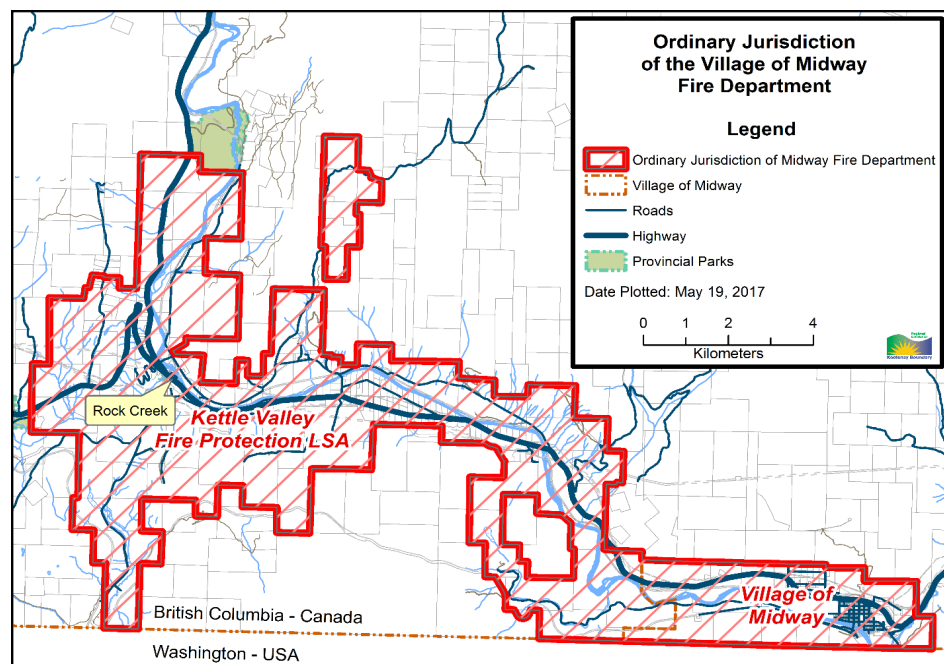 Ordinary Jurisdiction
of the Village of Midway
Fire Department
Legend
Ordinary Jurisdiction of Midway Fire Department
Village of Midway
Roads
Highway
Provincial Parks
Date Plotted: May 19, 2017
0 1 2 4
Kilometers
Kootenay Boundary
Rock Creek
Kettle Valley
Fire Protection LSA
Village of
Midway
British Columbia - Canada
Washington - USA